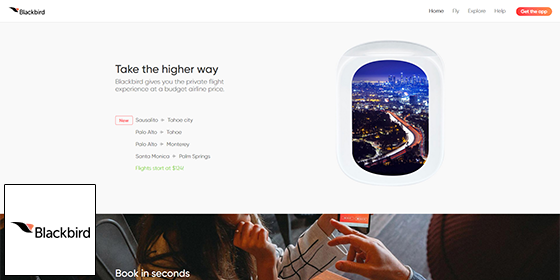 Blackbird
Home Fly Explore Help Get the app
Take the higher way
Blackbird gives you the private flight
experience at a budget airline price.
New Sausalito » Tahoe city
Palo Alto » Tahoe
Palo Alto » Monterey
Santa Monica » Palm Springs
Flights start at $124!
Blackbird
Book in seconds